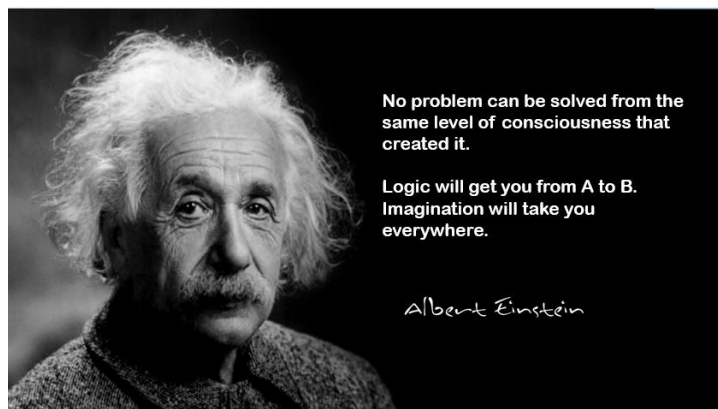 No problem can be solved from the
same level of consciousness that
created it.
Logic will get you from A to B.
Imagination will take you
everywhere.
Albert Einstein